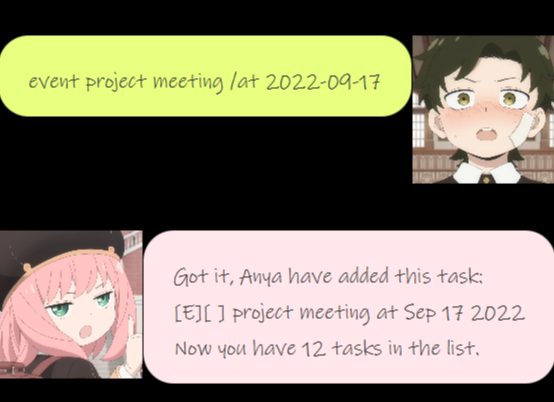 event project meeting /at 2022-09-17
Got it, Anya have added this task:
[E][ ] project meeting at Sep 17 2022
Now you have 12 tasks in the list.